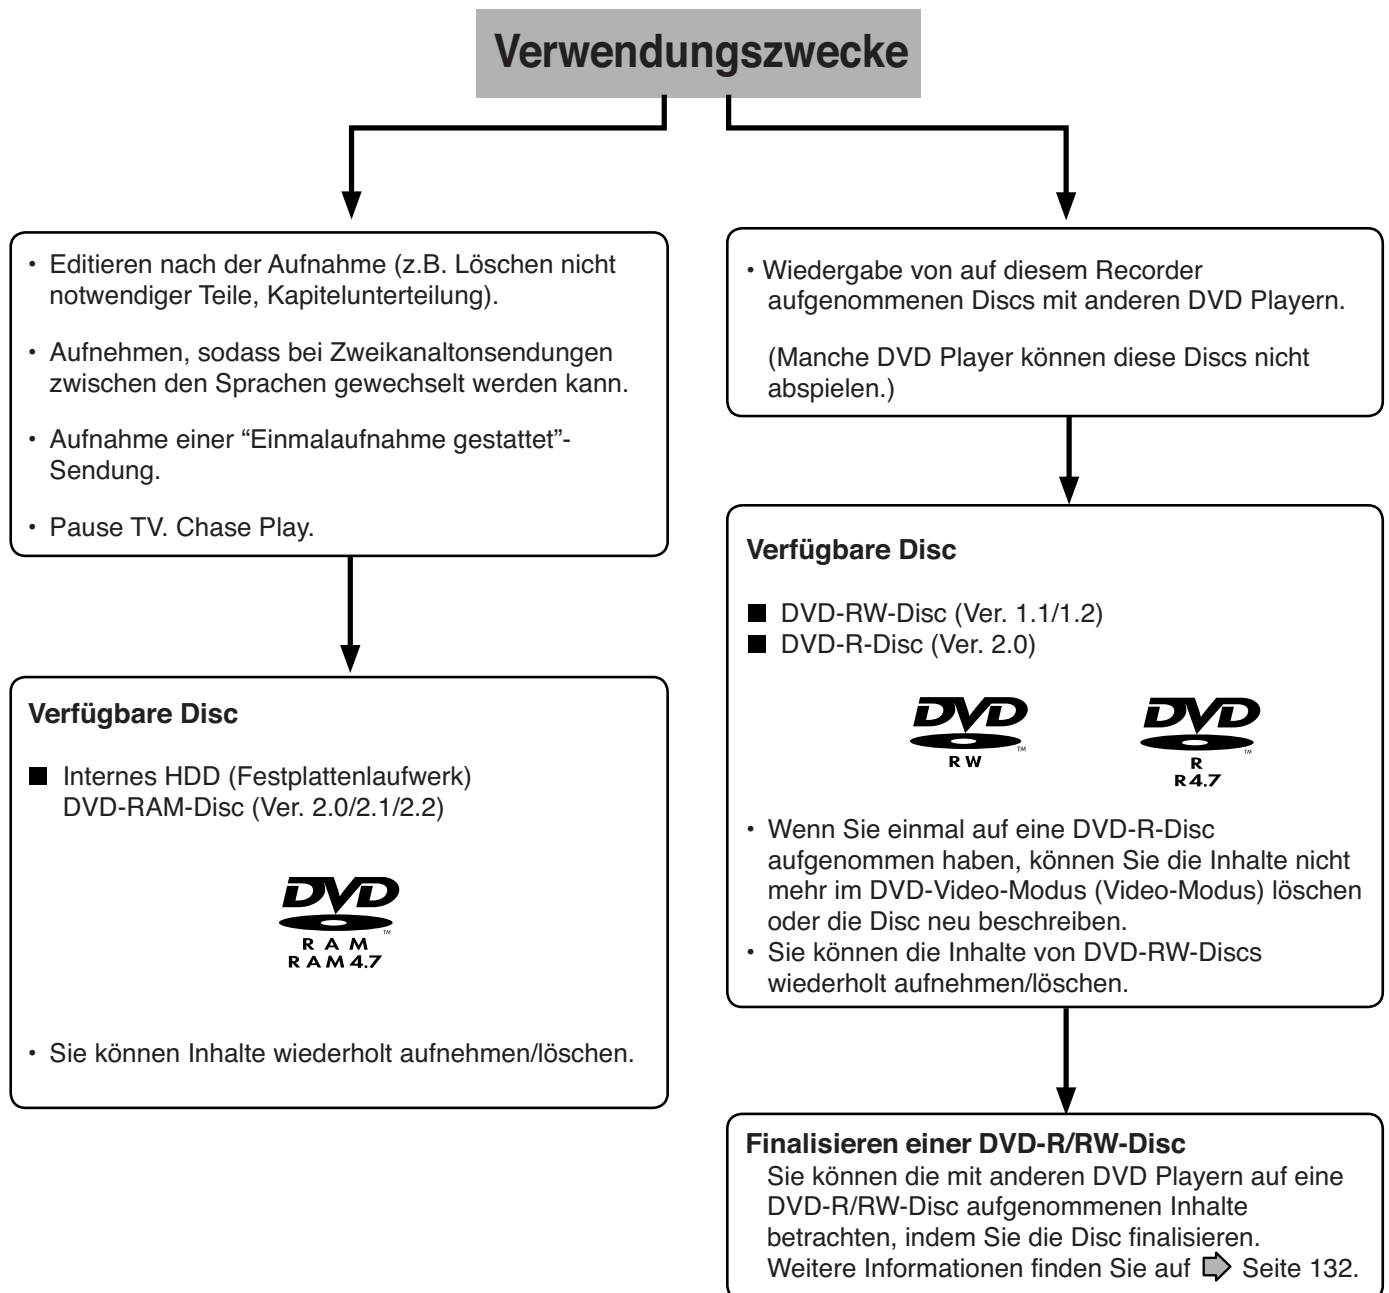 Verwendungszwecke
• Editieren nach der Aufnahme (z.B. Löschen nicht
notwendiger Teile, Kapitelunterteilung).
• Aufnehmen, sodass bei Zweikanaltonsendungen
zwischen den Sprachen gewechselt werden kann.
• Aufnahme einer “Einmalaufnahme gestattet”-
Sendung.
• Pause TV. Chase Play.
Verfügbare Disc
■ Internes HDD (Festplattenlaufwerk)
DVD-RAM-Disc (Ver. 2.0/2.1/2.2)
DVD
TM
RAM
RAM4.7
• Sie können Inhalte wiederholt aufnehmen/löschen.
• Wiedergabe von auf diesem Recorder
aufgenommenen Discs mit anderen DVD Playern.
(Manche DVD Player können diese Discs nicht
abspielen.)
Verfügbare Disc
■ DVD-RW-Disc (Ver. 1.1/1.2)
■ DVD-R-Disc (Ver. 2.0)
DVD
TM
RW
DVD
TM
R
R4.7
• Wenn Sie einmal auf eine DVD-R-Disc
aufgenommen haben, können Sie die Inhalte nicht
mehr im DVD-Video-Modus (Video-Modus) löschen
oder die Disc neu beschreiben.
• Sie können die Inhalte von DVD-RW-Discs
wiederholt aufnehmen/löschen.
Finalisieren einer DVD-R/RW-Disc
Sie können die mit anderen DVD Playern auf eine
DVD-R/RW-Disc aufgenommenen Inhalte
betrachten, indem Sie die Disc finalisieren.
Weitere Informationen finden Sie auf Seite 132.